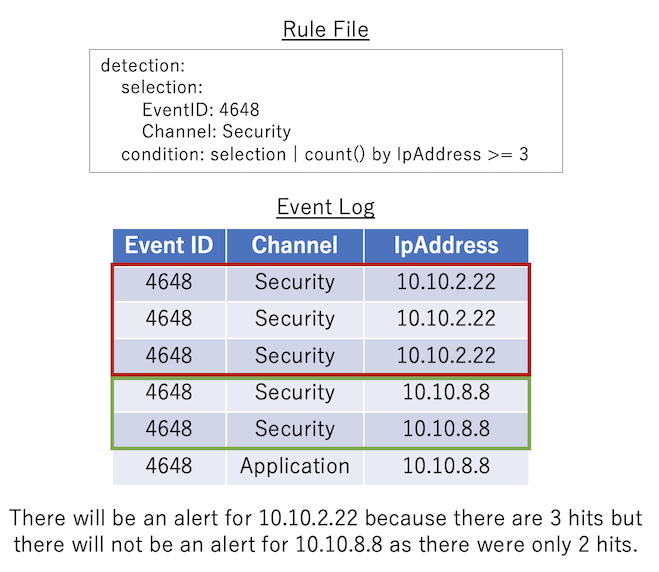 Rule File
detection:
selection:
EventID: 4648
Channel: Security
condition: selection | count() by IpAddress >= 3
Event Log
Event ID Channel IpAddress
4648 Security 10.10.2.22
4648 Security 10.10.2.22
4648 Security 10.10.2.22
4648 Security 10.10.8.8
4648 Security 10.10.8.8
4648 Application 10.10.8.8
There will be an alert for 10.10.2.22 because there are 3 hits but
there will not be an alert for 10.10.8.8 as there were only 2 hits.